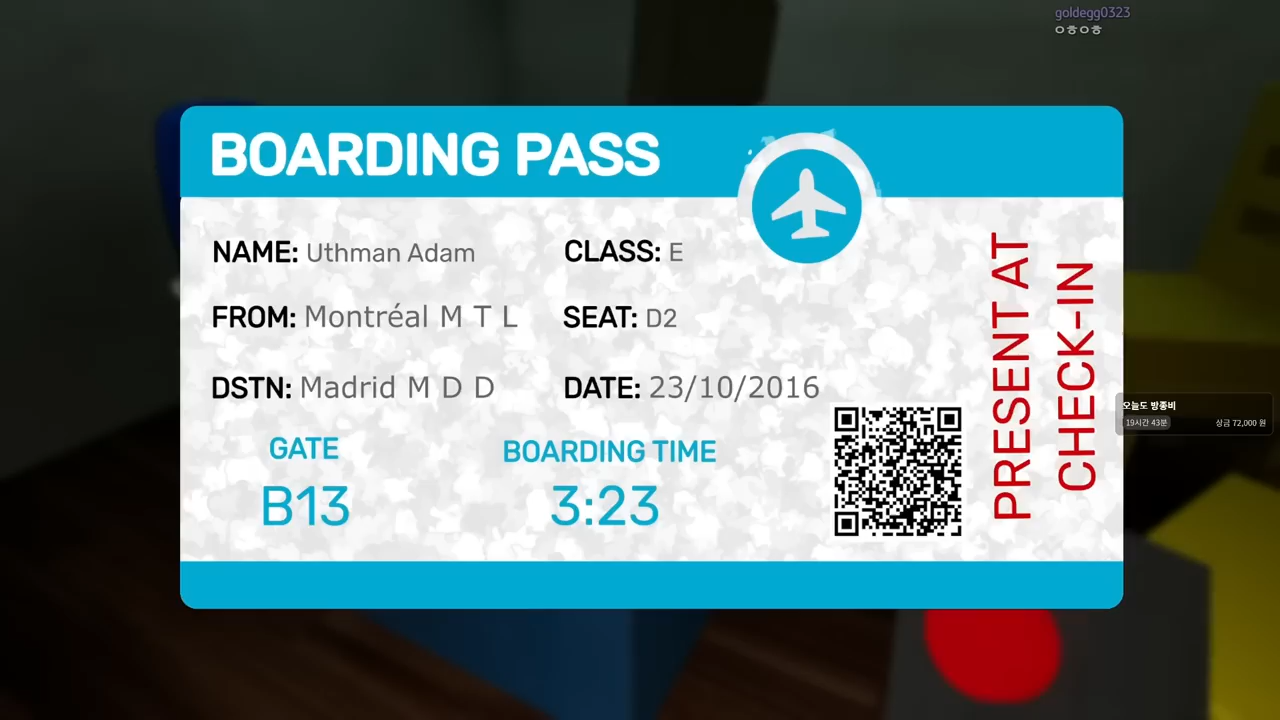 goldegg0323
ㅇㅎㅇㅎ
BOARDING PASS
NAME: Uthman Adam
CLASS: E
FROM: Montréal M T L
SEAT: D2
DSTN: Madrid M D D
DATE: 23/10/2016
GATE
B13
BOARDING TIME
3:23
PRESENT AT
CHECK-IN
오늘도 방종비
19시간 43분
상금 72,000 원